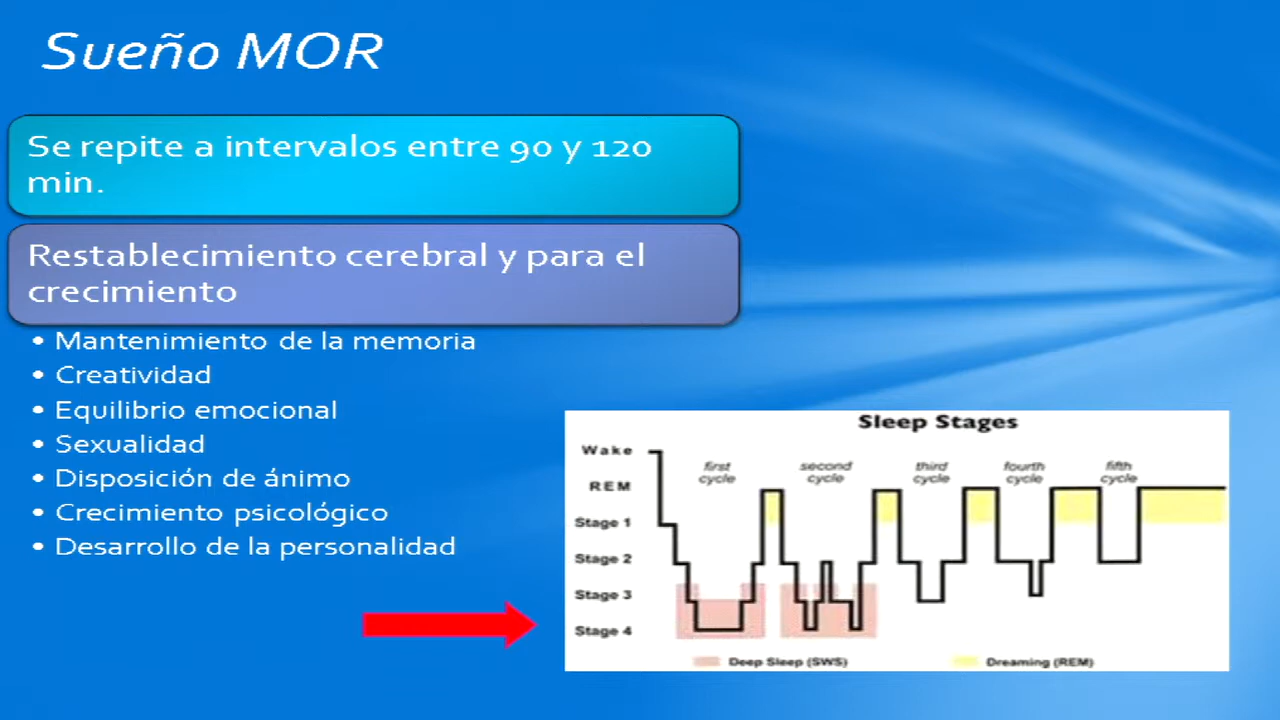 Sueño MOR
Se repite a intervalos entre 90 y 120
min.
Restablecimiento cerebral y para el
crecimiento
• Mantenimiento de la memoria
• Creatividad
• Equilibrio emocional
• Sexualidad
• Disposición de ánimo
• Crecimiento psicológico
• Desarrollo de la personalidad
Sleep Stages
Wake
REM
Stage 1
Stage 2
Stage 3
Stage 4
first
cycle
second
cycle
third
cycle
fourth
cycle
fifth
cycle
Deep Sleep (SWS)
Dreaming (REM)